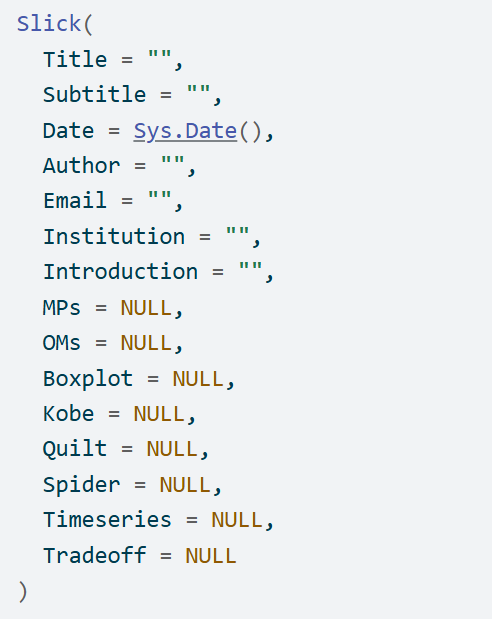 Slick(
  Title = "",
  Subtitle = "",
  Date = Sys.Date(),
  Author = "",
  Email = "",
  Institution = "",
  Introduction = "",
  MPs = NULL,
  OMs = NULL,
  Boxplot = NULL,
  Kobe = NULL,
  Quilt = NULL,
  Spider = NULL,
  Timeseries = NULL,
  Tradeoff = NULL
)